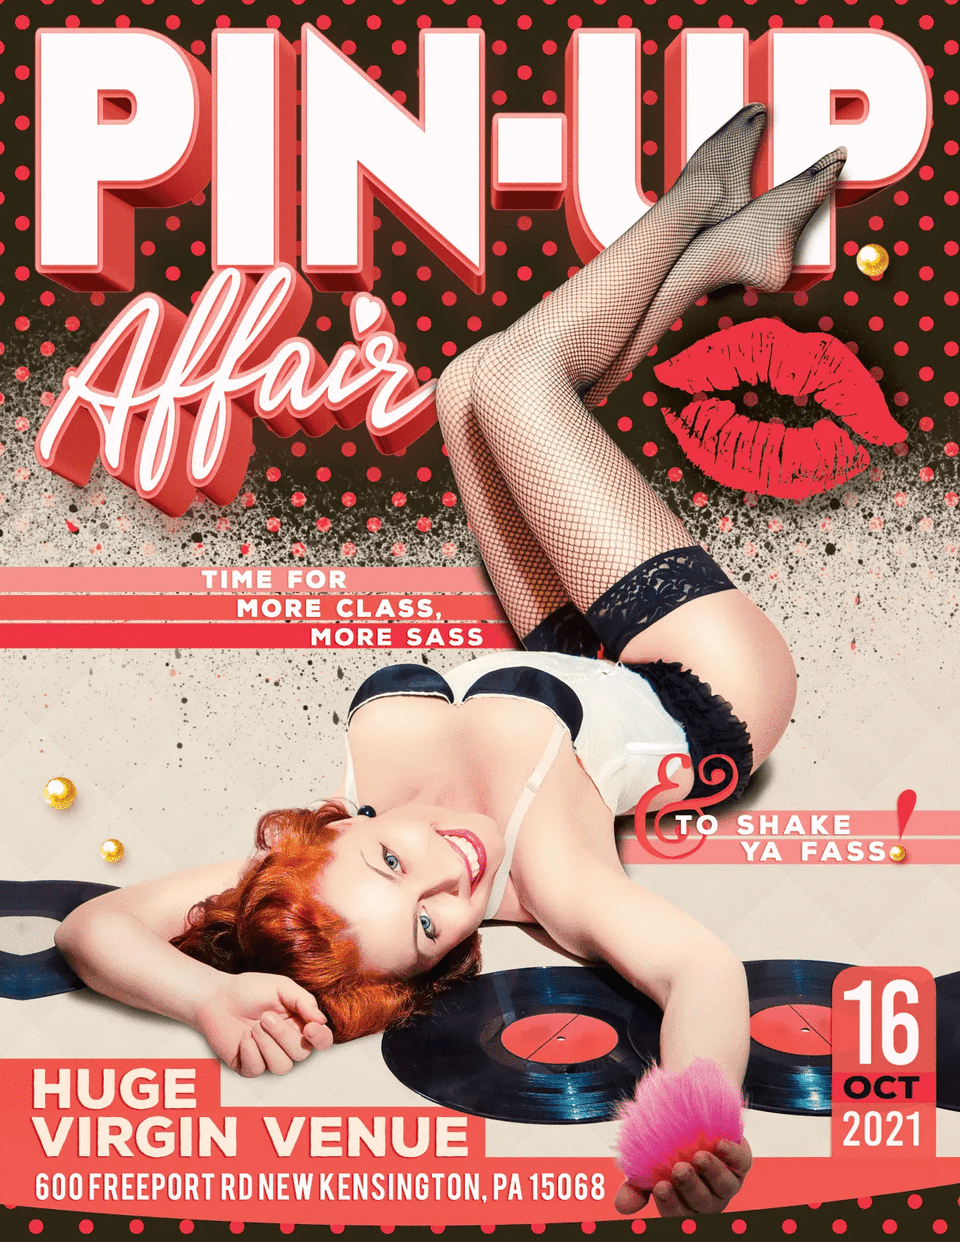 PIN-UP
Affair
TIME FOR
MORE CLASS,
MORE SASS
& TO SHAKE
YA FASS!
16
OCT
2021
HUGE
VIRGIN VENUE
600 FREEPORT RD NEW KENSINGTON, PA 15068